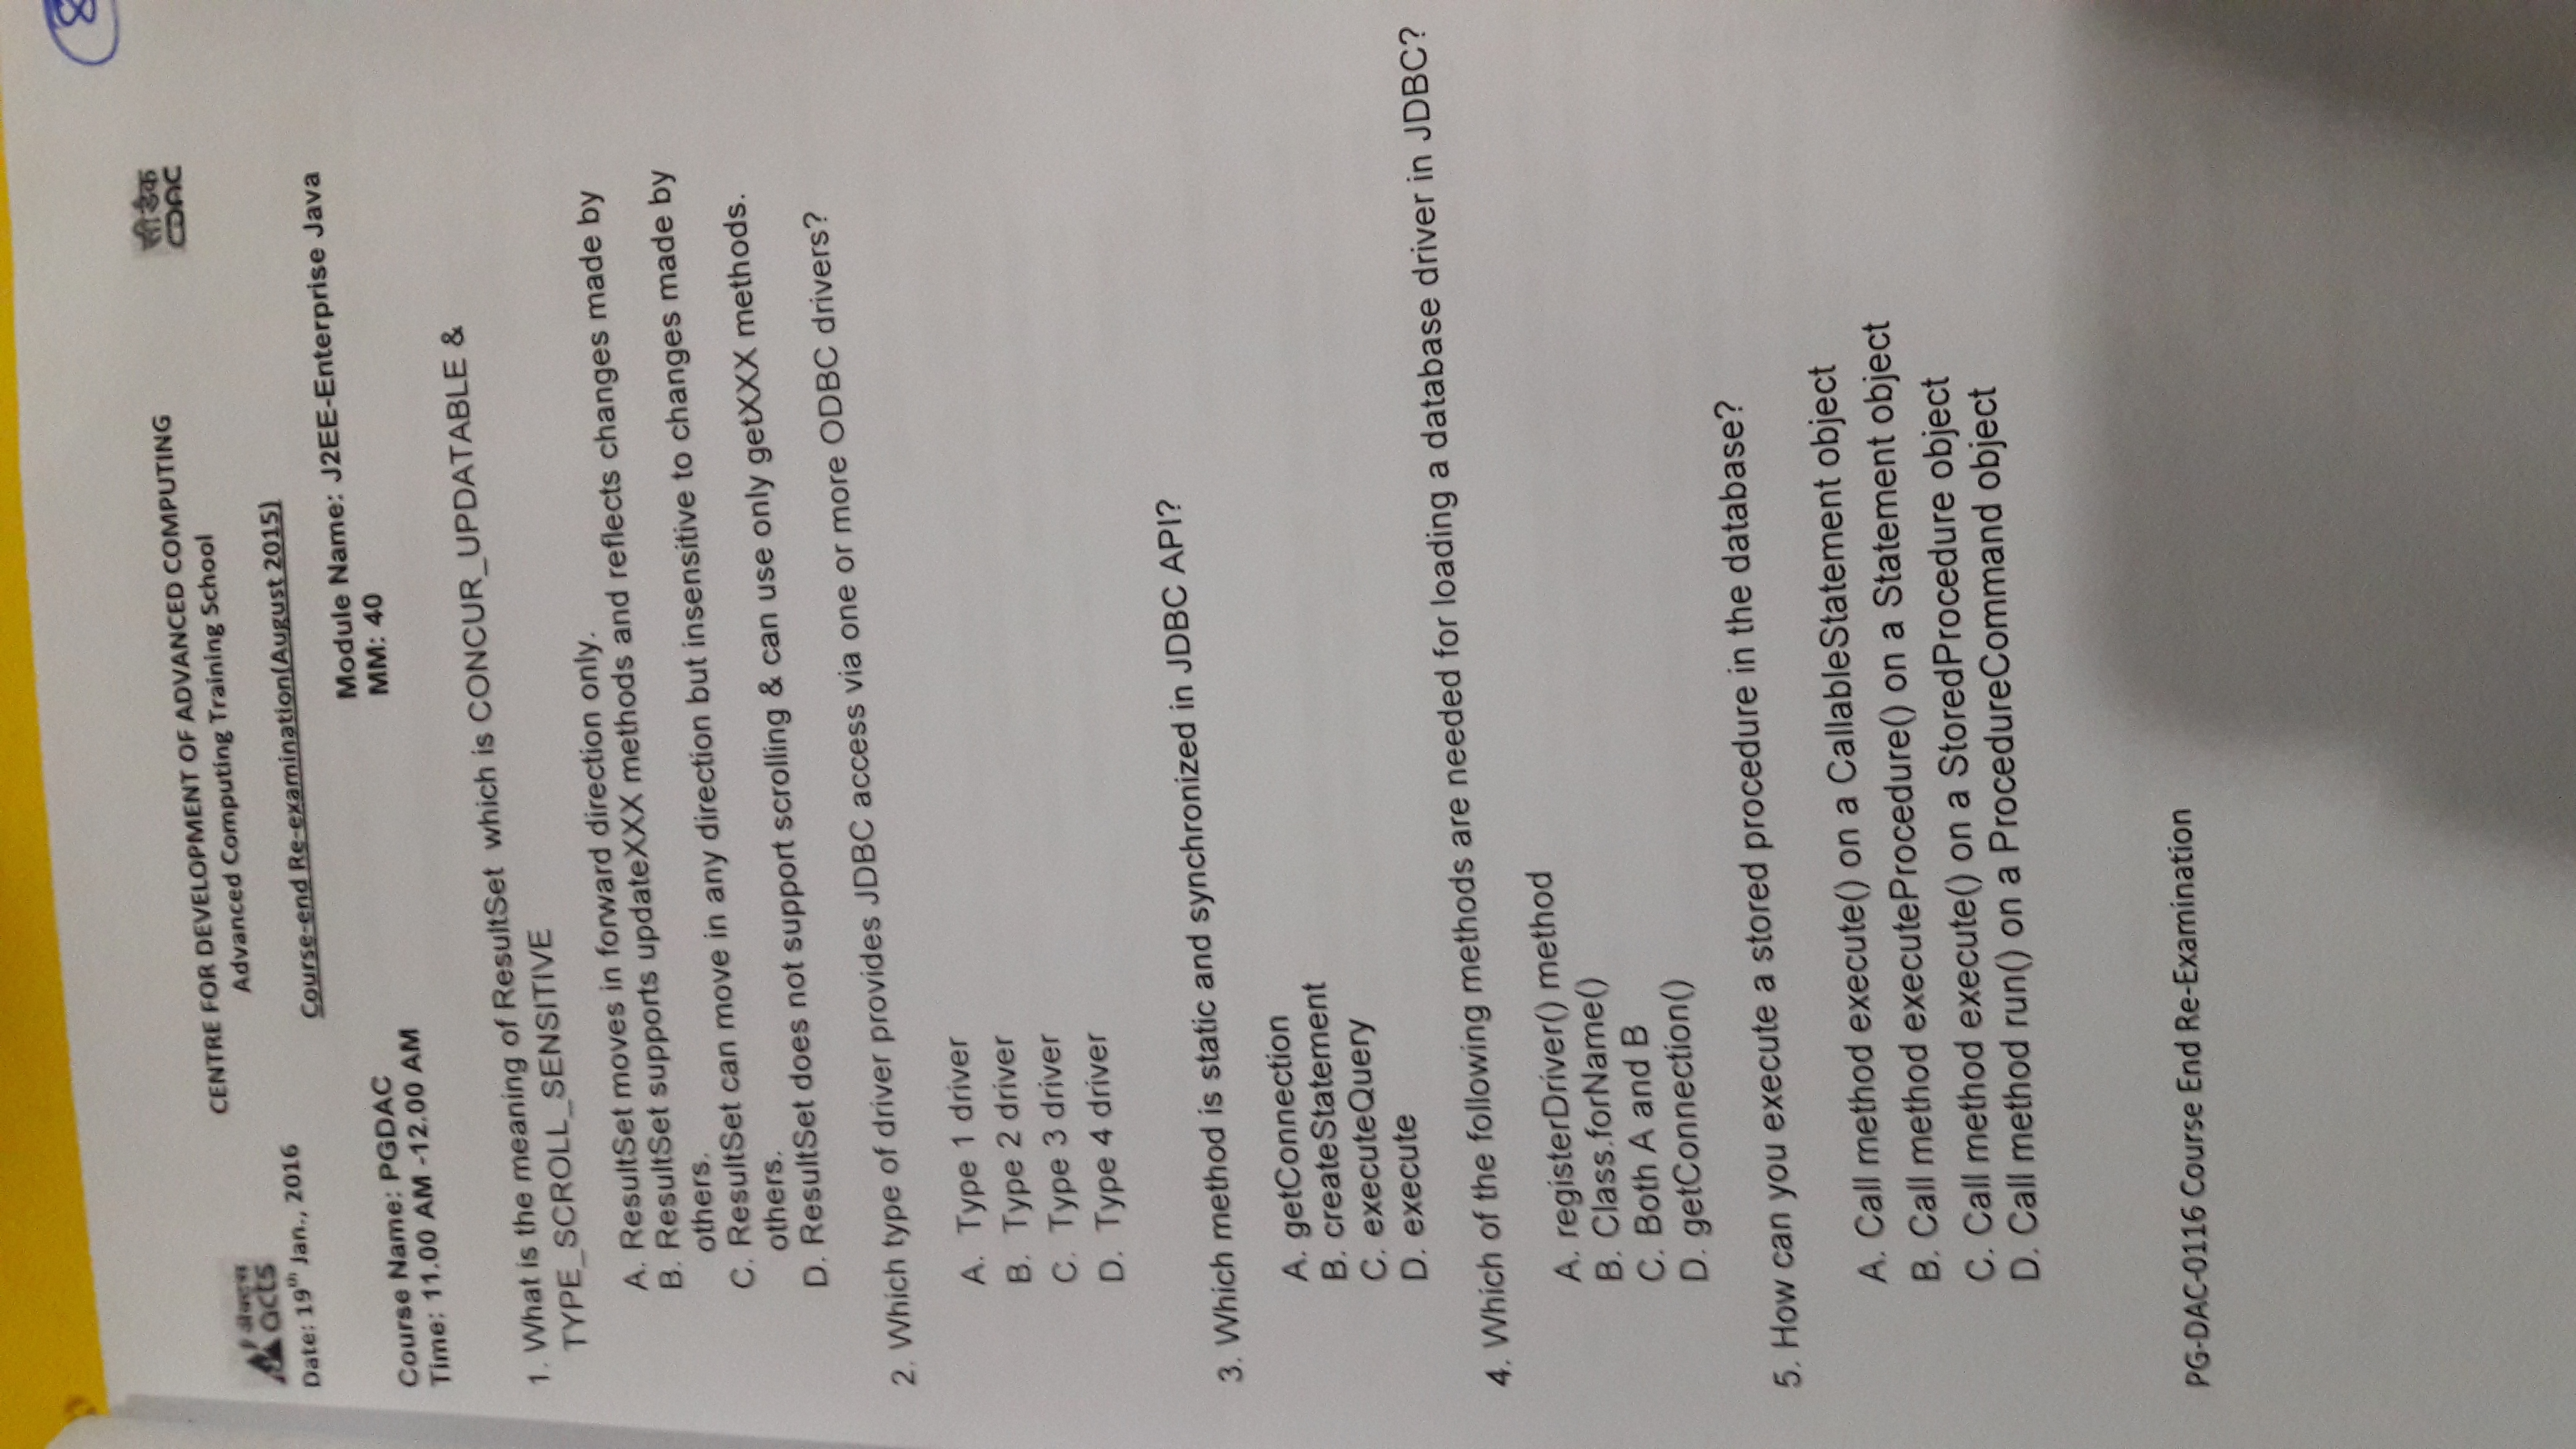 8
सी डैक
CDAC
CENTRE FOR DEVELOPMENT OF ADVANCED COMPUTING
Advanced Computing Training School
acts
Date: 19th Jan., 2016
Course-end Re-examination(August 2015)
Module Name: J2EE-Enterprise Java
MM: 40
Course Name: PGDAC
Time: 11.00 AM -12.00 AM
1. What is the meaning of ResultSet which is CONCUR_UPDATABLE &
TYPE_SCROLL_SENSITIVE
A. ResultSet moves in forward direction only.
B. ResultSet supports updateXXX methods and reflects changes made by
others.
C. ResultSet can move in any direction but insensitive to changes made by
others.
D. ResultSet does not support scrolling & can use only getXXX methods.
2. Which type of driver provides JDBC access via one or more ODBC drivers?
A. Type 1 driver
B. Type 2 driver
C. Type 3 driver
D. Type 4 driver
3. Which method is static and synchronized in JDBC API?
A. getConnection
B. createStatement
C. executeQuery
D. execute
4. Which of the following methods are needed for loading a database driver in JDBC?
A. registerDriver() method
B. Class.forName()
C. Both A and B
D. getConnection()
5. How can you execute a stored procedure in the database?
A. Call method execute() on a CallableStatement object
B. Call method executeProcedure() on a Statement object
C. Call method execute() on a StoredProcedure object
D. Call method run() on a ProcedureCommand object
PG-DAC-0116 Course End Re-Examination